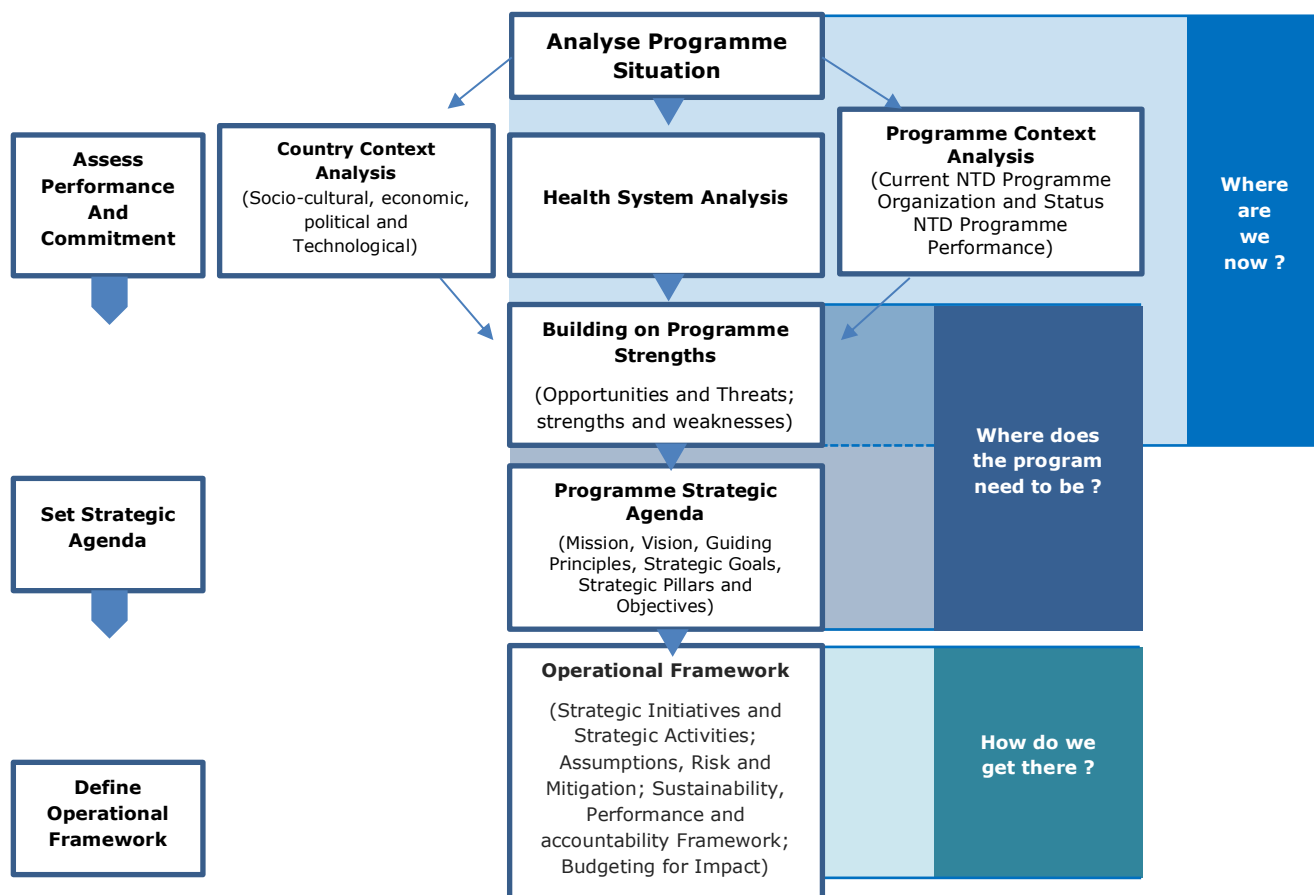 Analyse Programme
Situation
Assess
Performance
And
Commitment
Country Context
Analysis
(Socio-cultural, economic,
political and
Technological)
Health System Analysis
Programme Context
Analysis
(Current NTD Programme
Organization and Status
NTD Programme
Performance)
Where
are
we
now ?
Building on Programme
Strengths
(Opportunities and Threats;
strengths and weaknesses)
Where does
the program
need to be ?
Set Strategic
Agenda
Programme Strategic
Agenda
(Mission, Vision, Guiding
Principles, Strategic Goals,
Strategic Pillars and
Objectives)
Define
Operational
Framework
Operational Framework
(Strategic Initiatives and
Strategic Activities;
Assumptions, Risk and
Mitigation; Sustainability,
Performance and
accountability Framework;
Budgeting for Impact)
How do we
get there ?